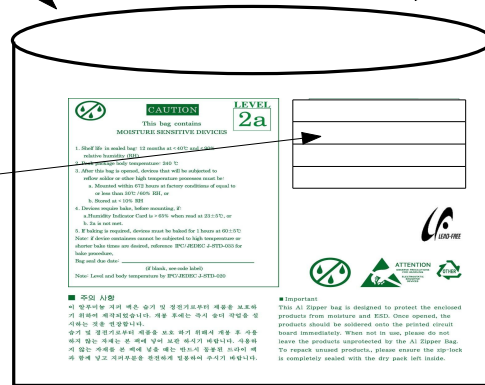 CAUTION
This bag contains
MOISTURE SENSITIVE DEVICES
LEVEL
2a
1. Shelf life in sealed bag: 12 months at <40℃ and <90%
relative humidity (RH)
2. Peak package body temperature: 240 ℃
3. After this bag is opened, devices that will be subjected to
reflow solder or other high temperature processes must be:
a. Mounted within 672 hours at factory conditions of equal to
or less than 30℃/60% RH, or
b. Stored at <10% RH
4. Devices require bake, before mounting, if:
a.Humidity Indicator Card is >65% when read at 23±5℃, or
b. 2a is not met.
5. If baking is required, devices must be baked for 1 hours at 60±5℃
Note: if device containers cannot be subjected to high temperature or
shorter bake times are desired, reference IPC/JEDEC J-STD-033 for
bake procedure,
Bag seal due date:
(if blank, see-code label)
Note: Level and body temperature by IPC/JEDEC J-STD-020
■ 주의 사항
이 알루미늄 지퍼 백은 습기 및 정전기로부터 제품을 보호하
기 위하여 제작되었습니다. 개봉 후에는 즉시 솔더 작업을 실
시하는 것을 권장합니다.
습기 및 정전기로부터 제품을 보호 하기 위해서 개봉 후 사용
하지 않는 자재는 본 팩에 넣어 보관 하시기 바랍니다. 사용하
지 않는 자재를 본 팩에 넣을 때는 반드시 동봉된 드라이 팩
과 함께 넣고 지퍼부분을 완전하게 밀봉하여 주시기 바랍니다.
LEAD-FREE
ATTENTION
OBSERVE PRECAUTIONS
FOR HANDLING
ELECTROSTATIC
SENSITIVE
DEVICES
OTHER
■ Important
This Al Zipper bag is designed to protect the enclosed
products from moisture and ESD. Once opened, the
products should be soldered onto the printed circuit
board immediately. When not in use, please do not
leave the products unprotected by the Al Zipper Bag.
To repack unused products,, please ensure the zip-lock
is completely sealed with the dry pack left inside.